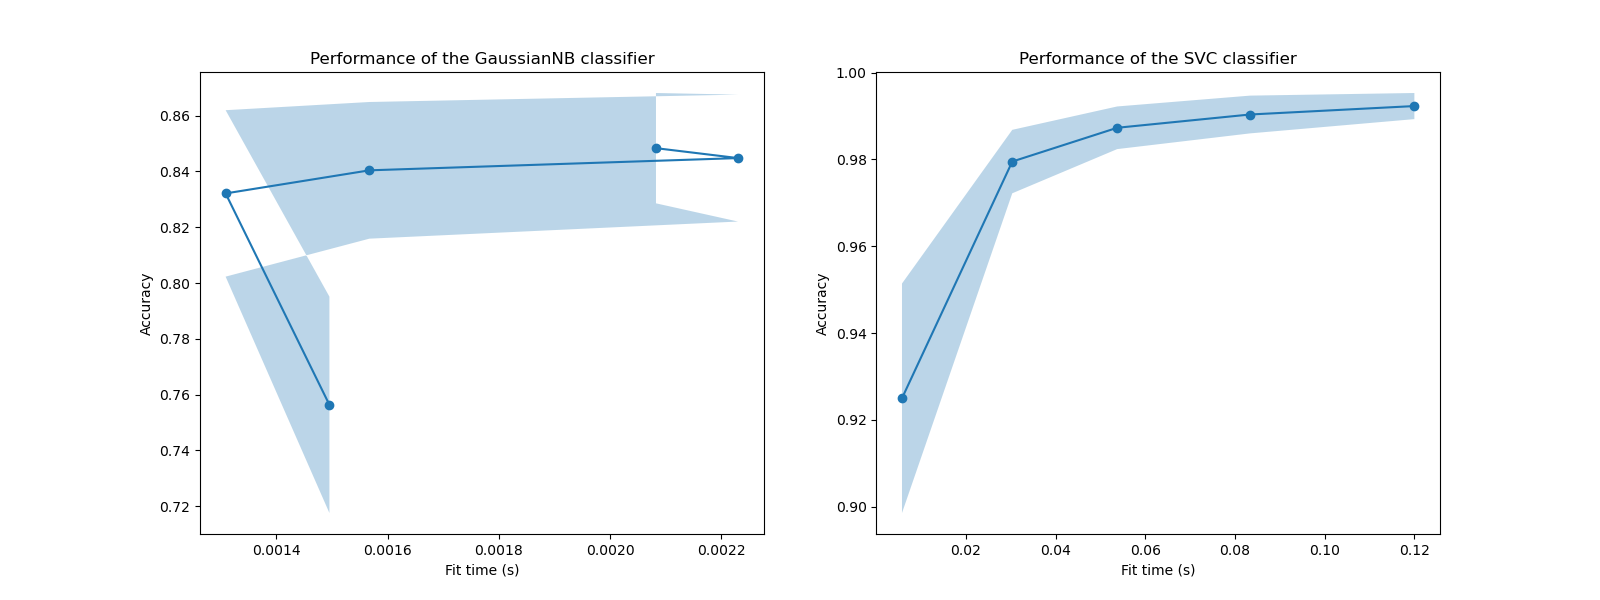 Performance of the GaussianNB classifier
0.86
0.84
0.82
0.80
0.78
0.76
0.74
0.72
Accuracy
0.0014 0.0016 0.0018 0.0020 0.0022
Fit time (s)
Performance of the SVC classifier
1.00
0.98
0.96
0.94
0.92
0.90
Accuracy
0.02 0.04 0.06 0.08 0.10 0.12
Fit time (s)